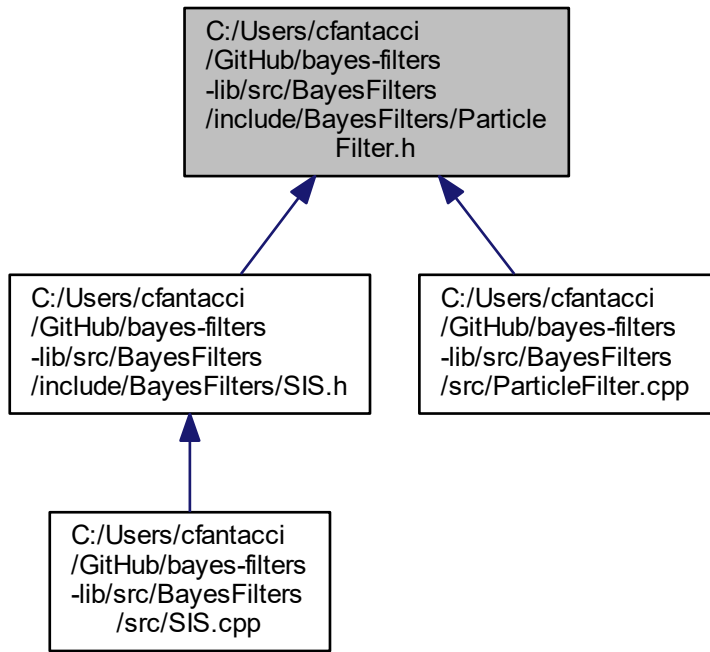 C:/Users/cfantacci
/GitHub/bayes-filters
-lib/src/BayesFilters
/include/BayesFilters/Particle
Filter.h
C:/Users/cfantacci
/GitHub/bayes-filters
-lib/src/BayesFilters
/include/BayesFilters/SIS.h
C:/Users/cfantacci
/GitHub/bayes-filters
-lib/src/BayesFilters
/src/ParticleFilter.cpp
C:/Users/cfantacci
/GitHub/bayes-filters
-lib/src/BayesFilters
/src/SIS.cpp